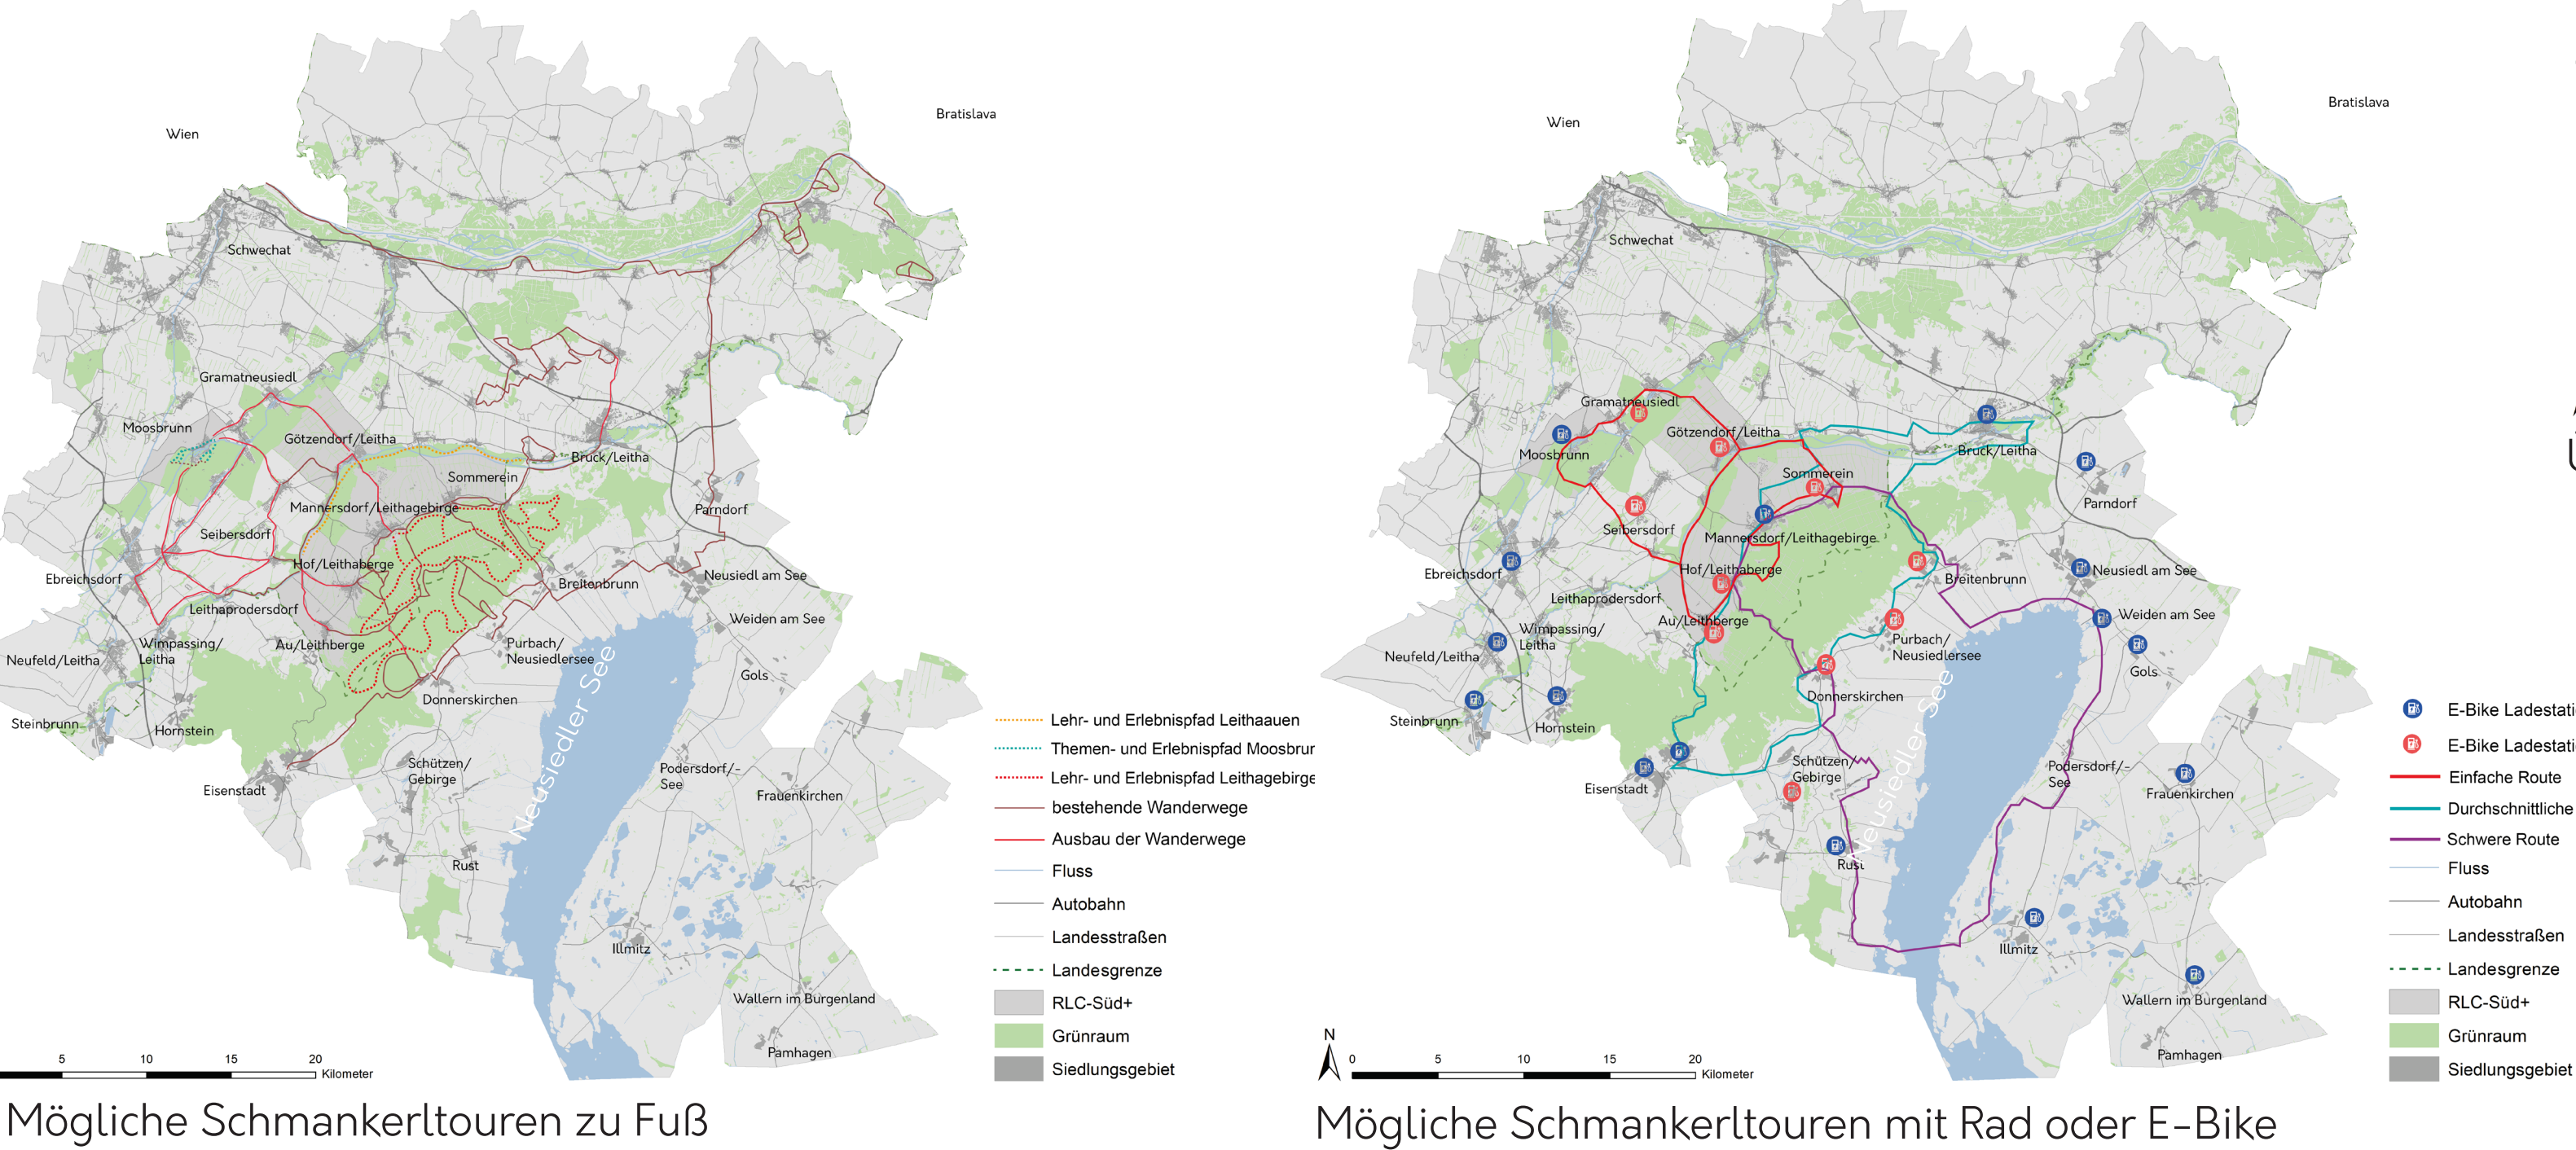 Wien
Bratislava
Schwechat
Gramatneusiedl
Moosbrunn
Götzendorf/Leitha
Bruck/Leitha
Sommerein
Mannersdorf/Leithagebirge
Parndorf
Seibersdorf
Hof/Leithaberge
Ebreichsdorf
Breitenbrunn
Neusiedl am See
Leithaprodersdorf
Weiden am See
Wimpassing/
Leitha
Au/Leithberge
Purbach/
Neusiedlersee
Neufeld/Leitha
Gols
Donnerskirchen
Steinbrunn
Hornstein
Neusiedler See
Schützen/
Gebirge
Podersdorf/-
See
Eisenstadt
Frauenkirchen
Rust
Illmitz
Wallern im Burgenland
Pamhagen
Lehr- und Erlebnispfad Leithaauen
Themen- und Erlebnispfad Moosbrur
Lehr- und Erlebnispfad Leithagebirge
bestehende Wanderwege
Ausbau der Wanderwege
Fluss
Autobahn
Landesstraßen
Landesgrenze
RLC-Süd+
Grünraum
Siedlungsgebiet
5 10 15 20
Kilometer
Mögliche Schmankerltouren zu Fuß
Wien
Bratislava
Schwechat
Gramatneusiedl
Moosbrunn
Götzendorf/Leitha
Bruck/Leitha
Sommerein
Parndorf
Seibersdorf
Mannersdorf/Leithagebirge
Hof/Leithaberge
Ebreichsdorf
Breitenbrunn
Neusiedl am See
Leithaprodersdorf
Weiden am See
Au/Leithberge
Wimpassing/
Leitha
Purbach/
Neusiedlersee
Neufeld/Leitha
Gols
Donnerskirchen
Steinbrunn
Hornstein
Neusiedler See
Schützen/
Gebirge
Podersdorf/-
See
Eisenstadt
Frauenkirchen
Rust
Illmitz
Wallern im Burgenland
Pamhagen
E-Bike Ladestati
E-Bike Ladestati
Einfache Route
Durchschnittliche
Schwere Route
Fluss
Autobahn
Landesstraßen
Landesgrenze
RLC-Süd+
Grünraum
Siedlungsgebiet
N
0 5 10 15 20
Kilometer
Mögliche Schmankerltouren mit Rad oder E-Bike